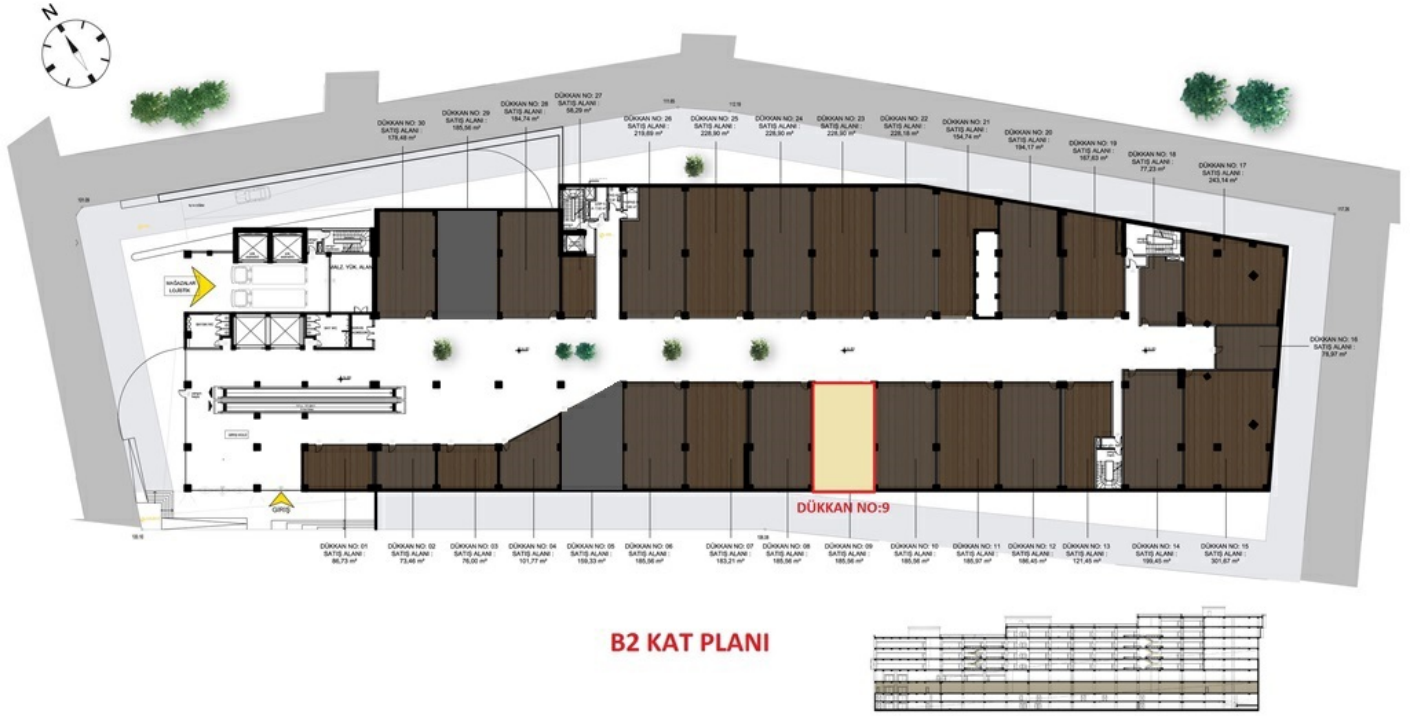 N
DÜKKAN NO: 30
SATIŞ ALANI :
178,48 m²
DÜKKAN NO: 29
SATIŞ ALANI :
185,56 m²
DÜKKAN NO: 28
SATIŞ ALANI :
184,74 m²
DÜKKAN NO: 27
SATIŞ ALANI :
58,29 m²
DÜKKAN NO: 26
SATIŞ ALANI :
219,69 m²
DÜKKAN NO: 25
SATIŞ ALANI :
228,90 m²
DÜKKAN NO: 24
SATIŞ ALANI :
228,90 m²
DÜKKAN NO: 23
SATIŞ ALANI :
228,90 m²
DÜKKAN NO: 22
SATIŞ ALANI :
228,18 m²
DÜKKAN NO: 21
SATIŞ ALANI :
154,74 m²
DÜKKAN NO: 20
SATIŞ ALANI :
194,17 m²
DÜKKAN NO: 19
SATIŞ ALANI :
167,63 m²
DÜKKAN NO: 18
SATIŞ ALANI :
77,23 m²
DÜKKAN NO: 17
SATIŞ ALANI :
243,14 m²
MALZ. YÜK. ALAN
MAĞAZALAR
LOJİSTİK
DÜKKAN NO: 16
SATIŞ ALANI :
78,97 m²
GİRİŞ
DÜKKAN NO:9
DÜKKAN NO: 01
SATIŞ ALANI :
86,73 m²
DÜKKAN NO: 02
SATIŞ ALANI :
73,46 m²
DÜKKAN NO: 03
SATIŞ ALANI :
76,00 m²
DÜKKAN NO: 04
SATIŞ ALANI :
101,77 m²
DÜKKAN NO: 05
SATIŞ ALANI :
159,33 m²
DÜKKAN NO: 06
SATIŞ ALANI :
185,56 m²
DÜKKAN NO: 07
SATIŞ ALANI :
183,21 m²
DÜKKAN NO: 08
SATIŞ ALANI :
185,56 m²
DÜKKAN NO: 09
SATIŞ ALANI :
185,56 m²
DÜKKAN NO: 10
SATIŞ ALANI :
185,56 m²
DÜKKAN NO: 11
SATIŞ ALANI :
185,97 m²
DÜKKAN NO: 12
SATIŞ ALANI :
186,45 m²
DÜKKAN NO: 13
SATIŞ ALANI :
121,45 m²
DÜKKAN NO: 14
SATIŞ ALANI :
199,45 m²
DÜKKAN NO: 15
SATIŞ ALANI :
301,67 m²
B2 KAT PLANI